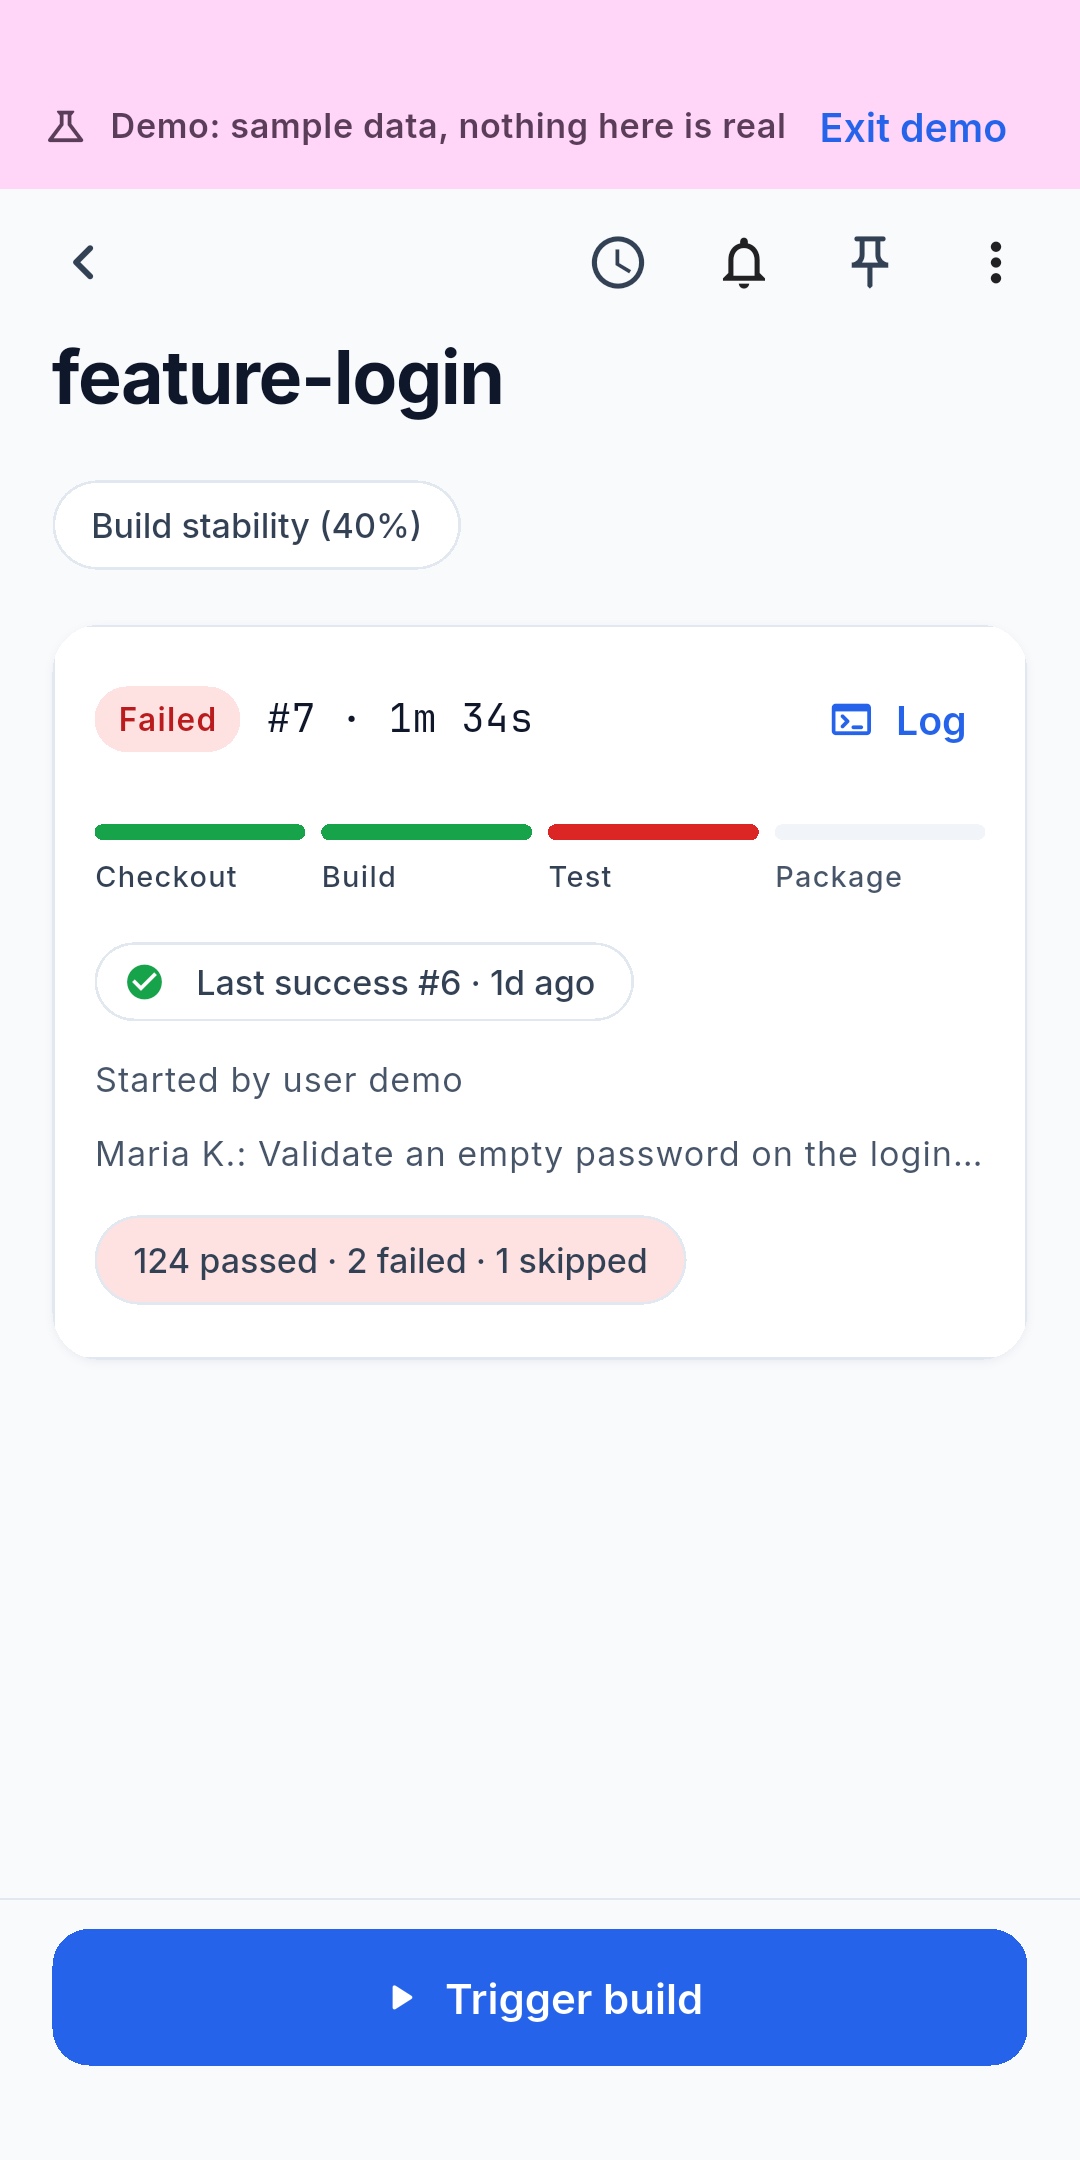 Demo: sample data, nothing here is real Exit demo
feature-login
Build stability (40%)
Failed #7 · 1m 34s Log
Checkout Build Test Package
Last success #6 · 1d ago
Started by user demo
Maria K.: Validate an empty password on the login...
124 passed · 2 failed · 1 skipped
Trigger build